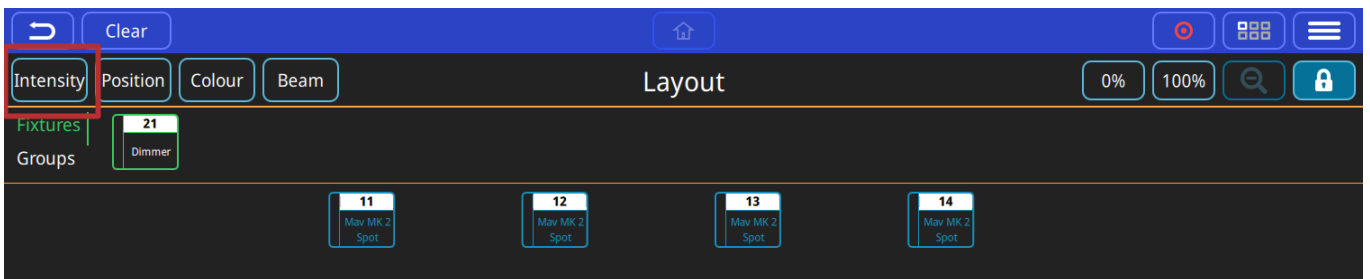 Clear
Intensity Position Colour Beam Layout 0% 100%
Fixtures
21
Dimmer
Groups
11 12 13 14
Mav MK 2 Mav MK 2 Mav MK 2 Mav MK 2
Spot Spot Spot Spot